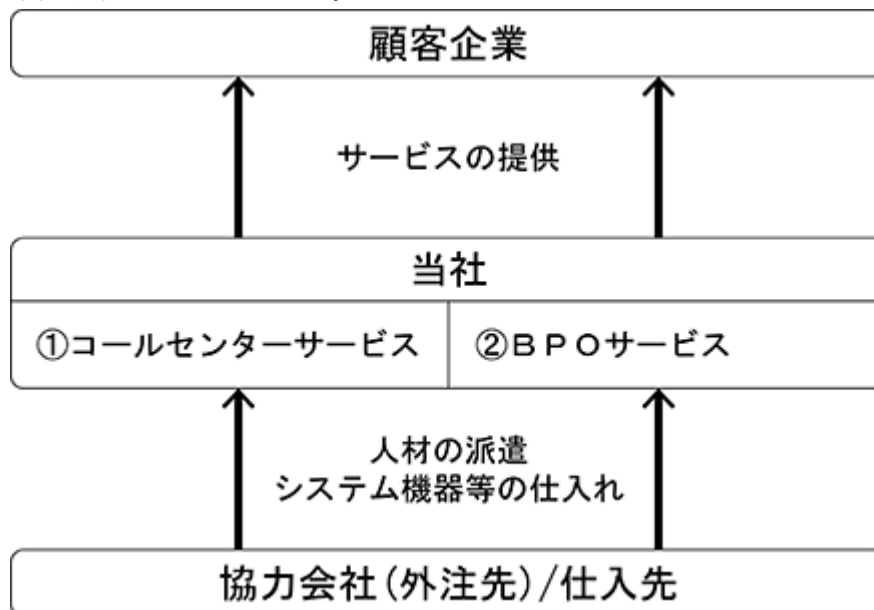 顧客企業
サービスの提供
当社
①コールセンターサービス
②ＢＰＯサービス
人材の派遣
システム機器等の仕入れ
協力会社(外注先)/仕入先